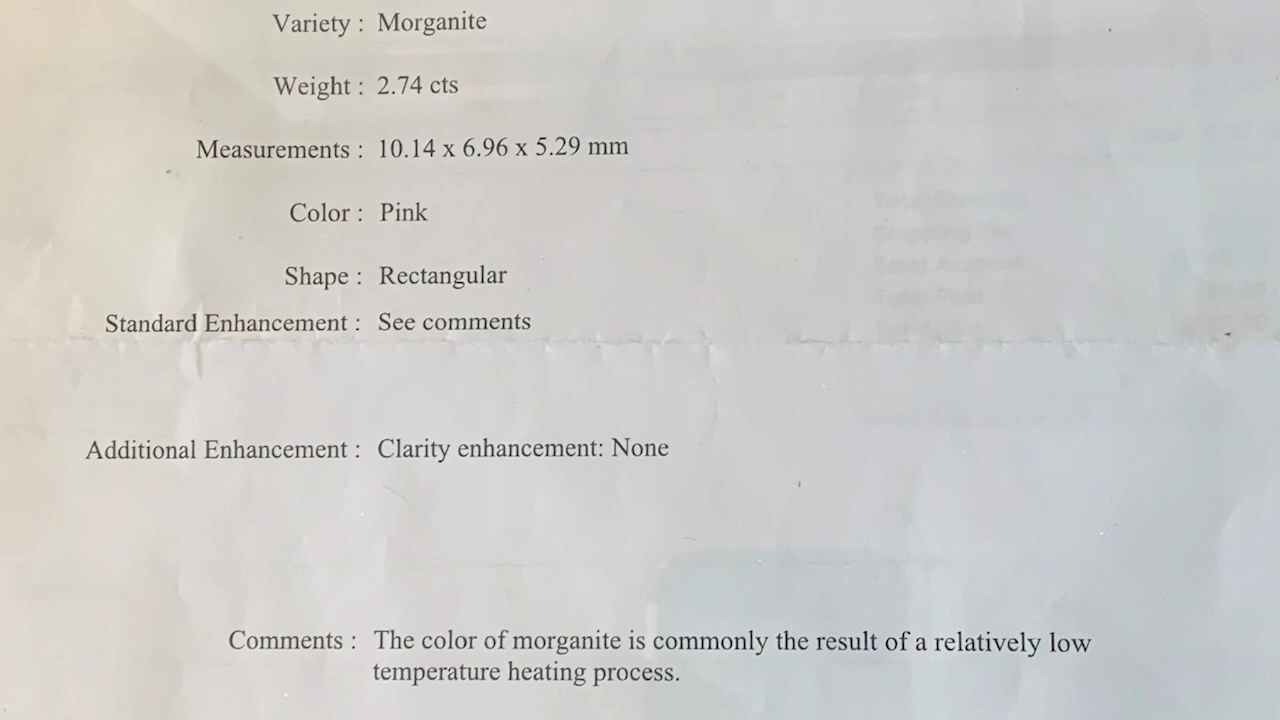 Variety : Morganite
Weight : 2.74 cts
Measurements : 10.14 x 6.96 x 5.29 mm
Color : Pink
Shape : Rectangular
Standard Enhancement : See comments
Additional Enhancement : Clarity enhancement: None
Comments : The color of morganite is commonly the result of a relatively low
temperature heating process.